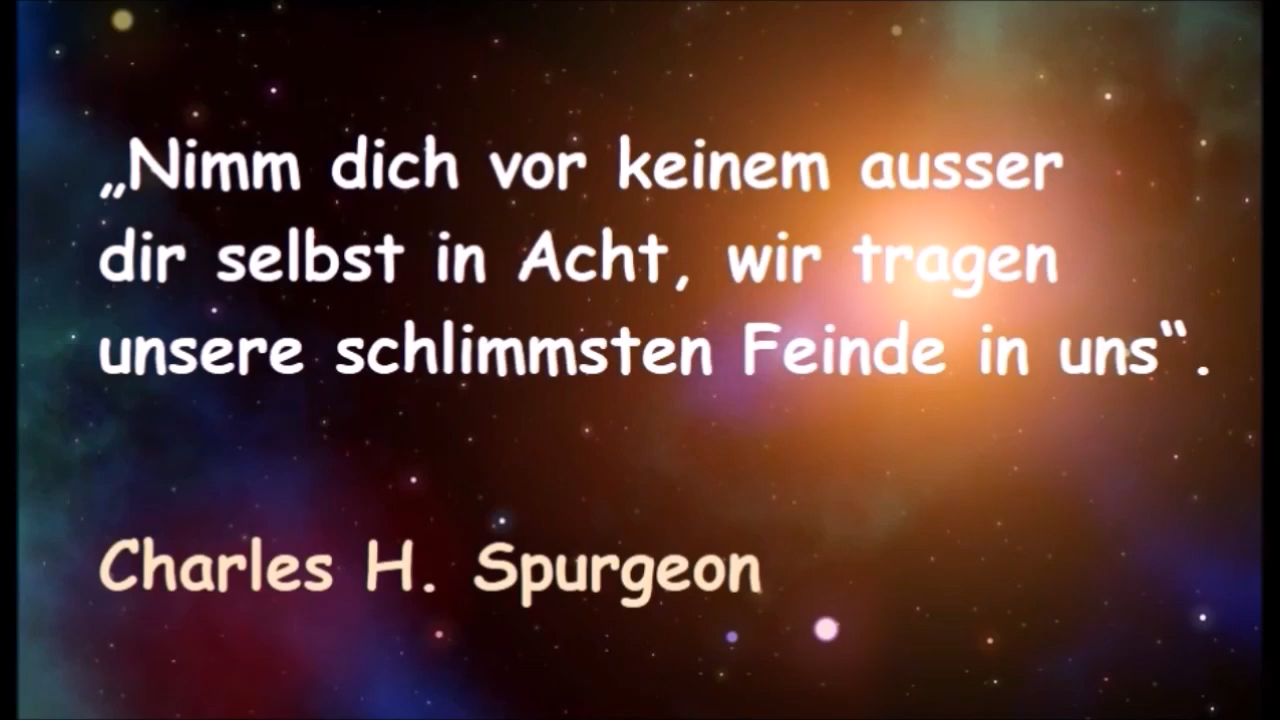 „Nimm dich vor keinem ausser
dir selbst in Acht, wir tragen
unsere schlimmsten Feinde in uns“.
Charles H. Spurgeon